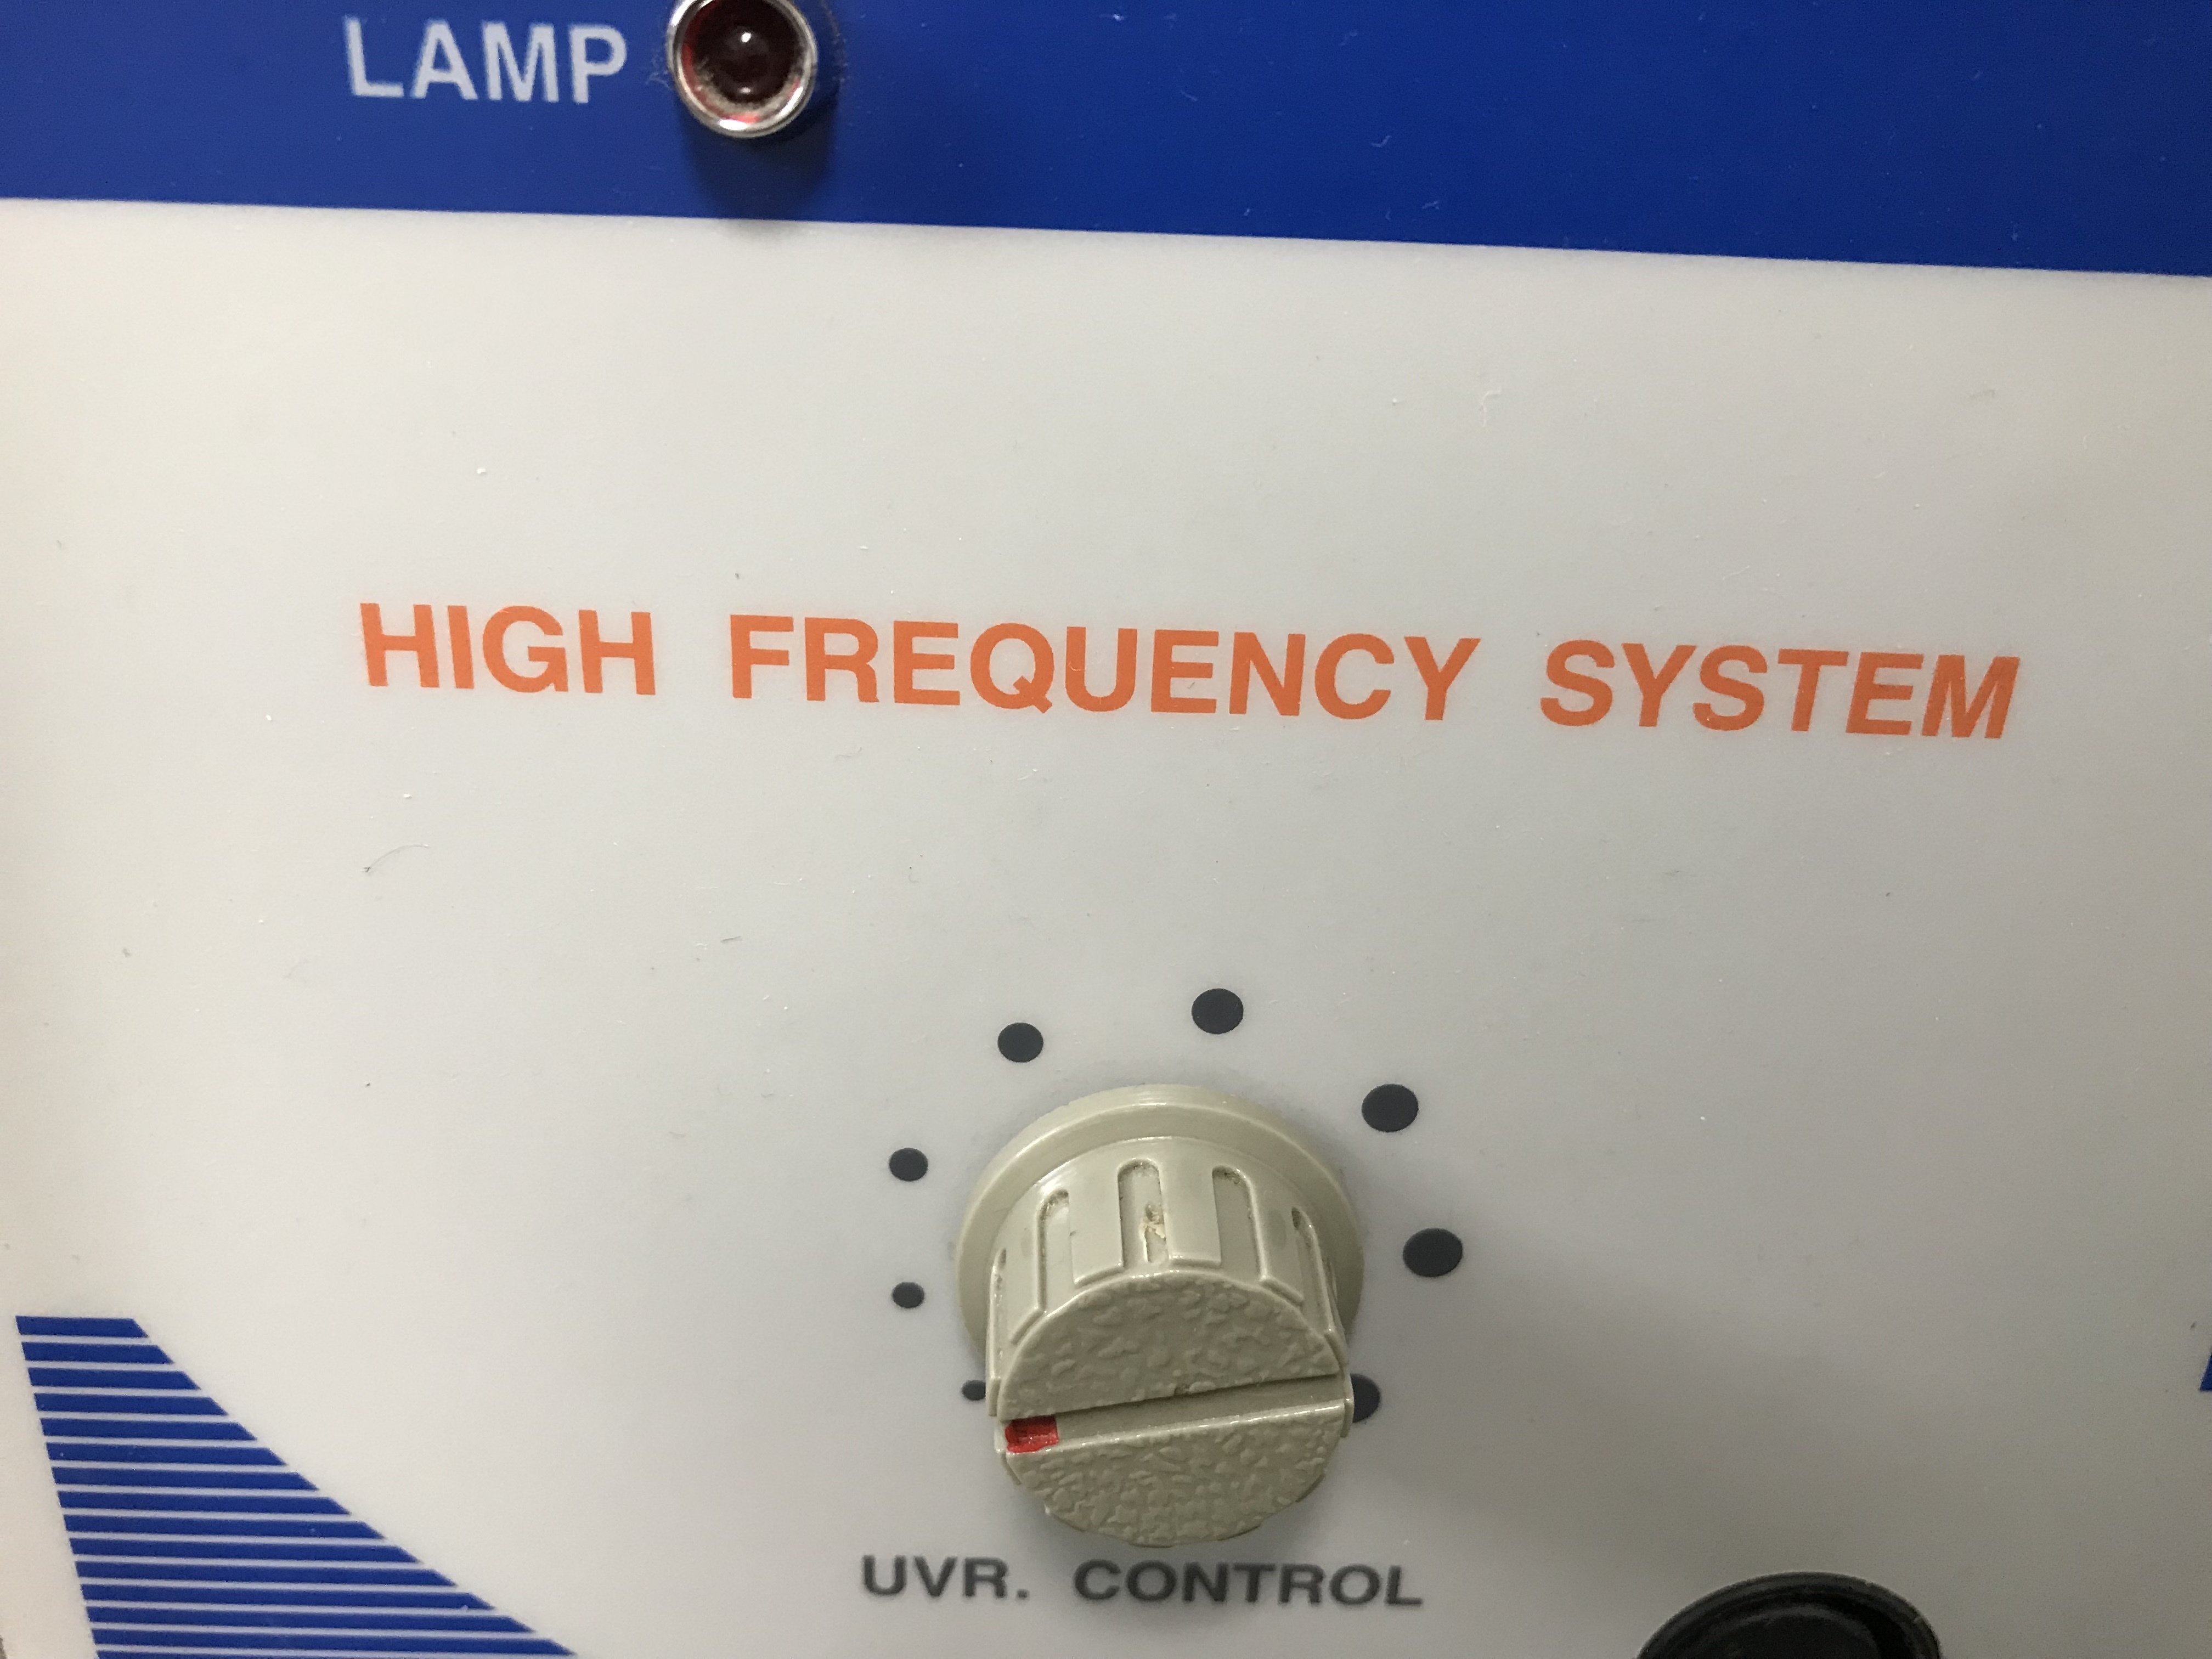 LAMP
HIGH FREQUENCY SYSTEM
UVR. CONTROL